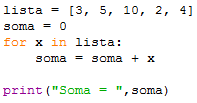 lista = [3, 5, 10, 2, 4]
soma = 0
for x in lista:
    soma = soma + x
print("Soma = ",soma)